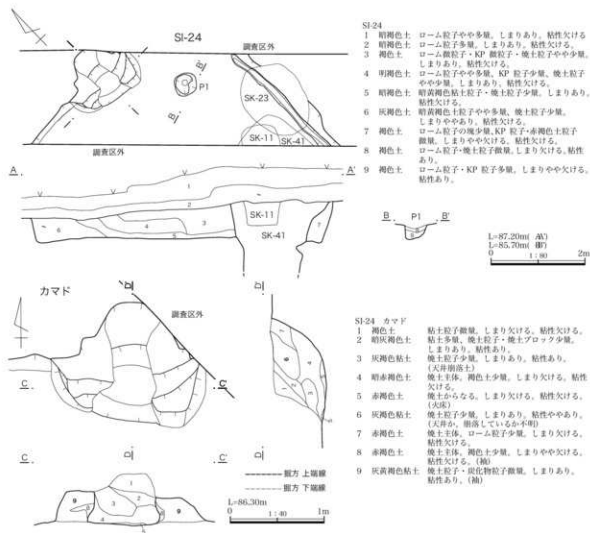 SI-24
調査区外
P1
B
B'
SK-23
SK-11
SK-41
調査区外
A
A'
1
2
3
4
5
6
7
SK-11
SK-41
B P1 B'
8
9
L=87.20m( AA')
L=85.70m( BB')
0 1:80 2m
SI-24
1 暗褐色土 ローム粒子やや多量。しまりあり、粘性欠ける
2 暗褐色土 ローム粒子多量。しまりあり、粘性欠ける。
3 褐色土 ローム微粒子・KP 微粒子・焼土粒子やや少量。
しまりあり、粘性欠ける。
4 明褐色土 ローム粒子やや多量、KP 粒子少量、焼土粒子
やや少量。しまりあり、粘性欠ける。
5 暗褐色土 暗黄褐色粘土粒子・焼土粒子少量。しまりあり、
粘性欠ける。
6 灰褐色土 暗黄褐色土粒子やや多量、焼土粒子少量。
しまりややあり、粘性欠ける。
7 褐色土 ローム粒子の塊少量、KP 粒子・赤褐色土粒子
微量。しまりやや欠ける、粘性欠ける。
8 褐色土 ローム粒子・焼土粒子微量。しまり欠ける、粘性
あり。
9 褐色土 ローム粒子・KP 粒子多量。しまりやや欠ける。
粘性あり。
カマド
調査区外
D
C
C'
D'
C
C'
1
2
3
4
5
6
9
9
掘方 上端線
掘方 下端線
L=86.30m
0 1:40 1m
SI-24 カマド
1 褐色土 粘土粒子微量。しまり欠ける、粘性欠ける。
2 暗灰褐色土 粘土多量、焼土粒子・焼土ブロック少量。
しまりあり、粘性あり。
3 灰褐色粘土 焼土粒子少量。しまりあり、粘性あり。
(天井崩落土)
4 暗赤褐色土 焼土主体、褐色土少量。しまり欠ける、粘性
欠ける。
5 赤褐色土 焼土からなる。しまり欠ける、粘性欠ける。
(火床)
6 灰褐色粘土 焼土粒子少量。しまりあり、粘性ややあり。
(天井か、崩落しているか不明)
7 赤褐色土 焼土主体、ローム粒子少量。しまり欠ける、
粘性欠ける。
8 赤褐色土 焼土主体、褐色土少量。しまりやや欠ける、
粘性欠ける。(袖)
9 灰黄褐色粘土 焼土粒子・炭化物粒子微量。しまりあり、
粘性あり。(袖)